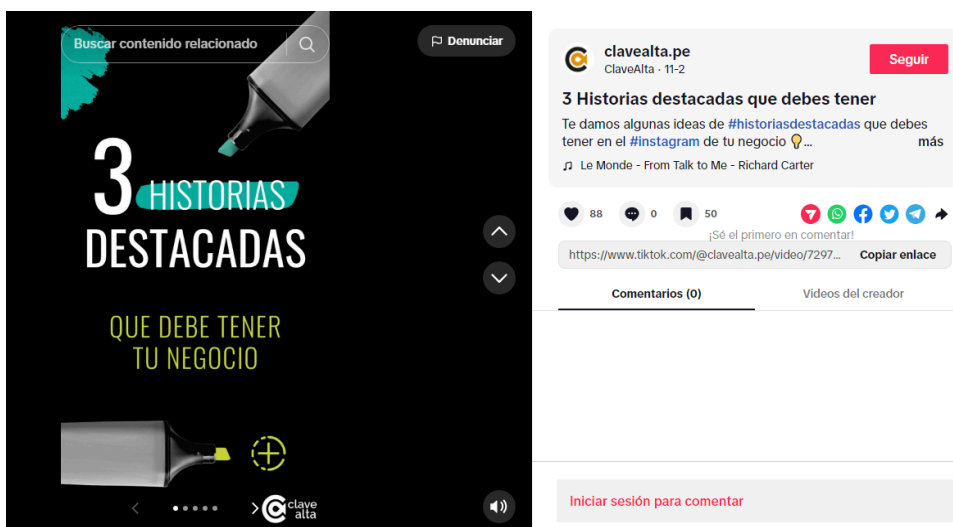 Buscar contenido relacionado
Denunciar
3 HISTORIAS
DESTACADAS
QUE DEBE TENER
TU NEGOCIO
clave
alta
clavealta.pe
ClaveAlta · 11-2
Seguir
3 Historias destacadas que debes tener
Te damos algunas ideas de #historiasdestacadas que debes
tener en el #instagram de tu negocio 💡... más
Le Monde - From Talk to Me - Richard Carter
88 0 50
¡Sé el primero en comentar!
https://www.tiktok.com/@clavealta.pe/video/7297... Copiar enlace
Comentarios (0) Videos del creador
Iniciar sesión para comentar